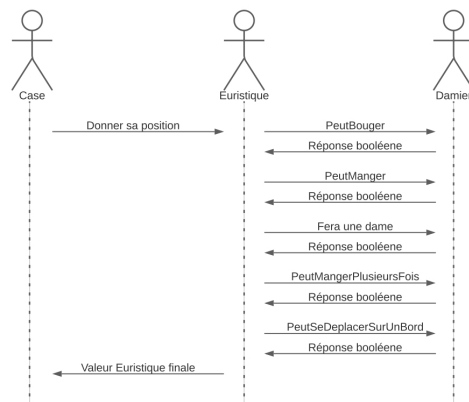 Case
Euristique
Damier
Donner sa position
PeutBouger
Réponse booléene
PeutManger
Réponse booléene
Fera une dame
Réponse booléene
PeutMangerPlusieursFois
Réponse booléene
PeutSeDeplacerSurUnBord
Réponse booléene
Valeur Euristique finale